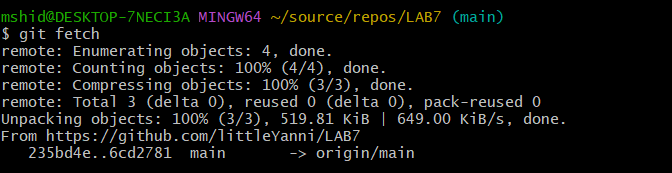 mshid@DESKTOP-7NECI3A MINGW64 ~/source/repos/LAB7 (main)
$ git fetch
remote: Enumerating objects: 4, done.
remote: Counting objects: 100% (4/4), done.
remote: Compressing objects: 100% (3/3), done.
remote: Total 3 (delta 0), reused 0 (delta 0), pack-reused 0
Unpacking objects: 100% (3/3), 519.81 KiB | 649.00 KiB/s, done.
From https://github.com/littleYanni/LAB7
   235bd4e..6cd2781  main       -> origin/main